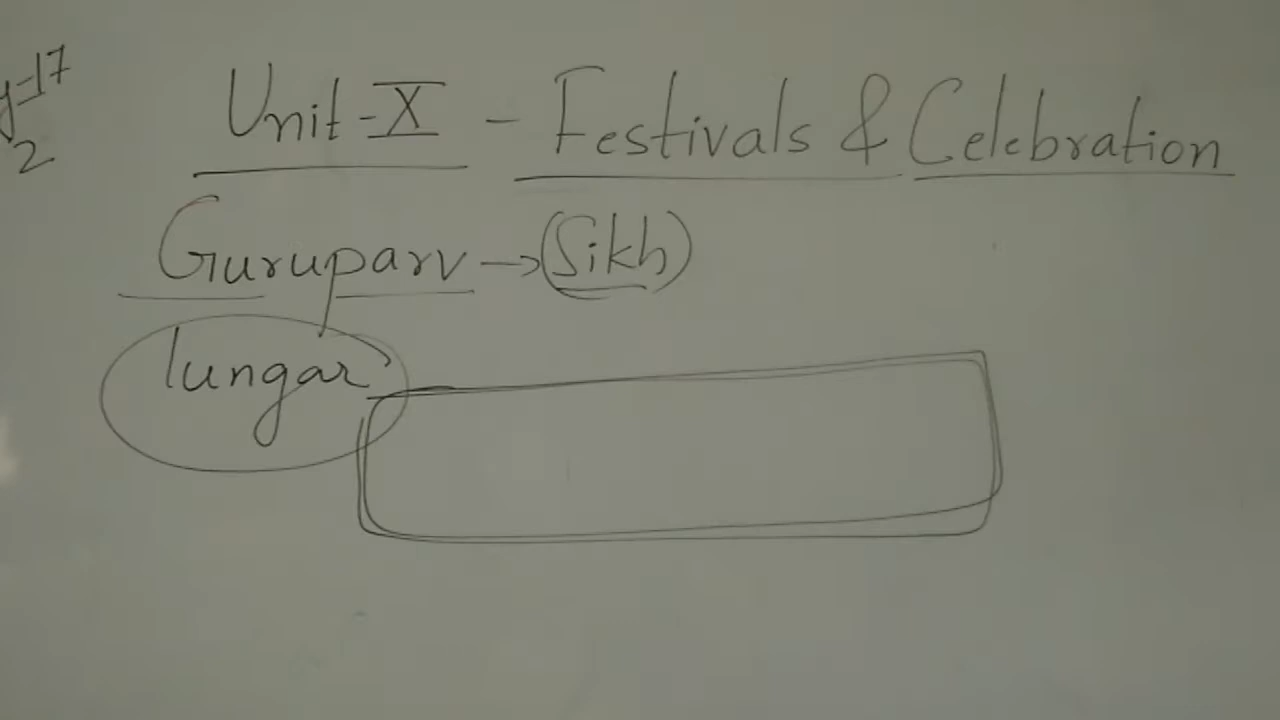 Unit-X - Festivals & Celebration
Guruparv → (Sikh)
lungar